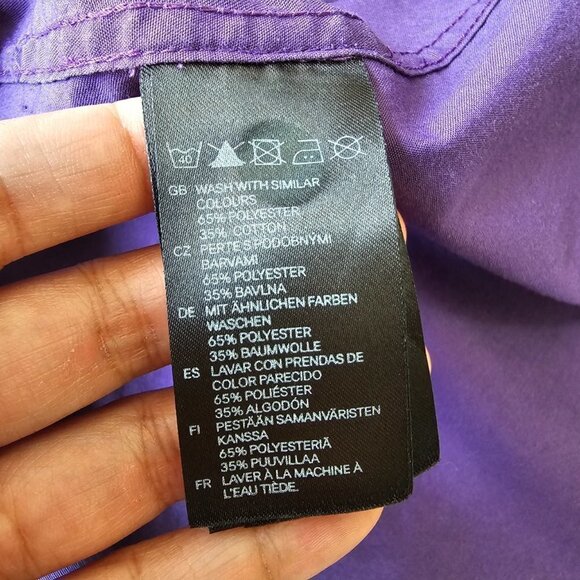 40
GB WASH WITH SIMILAR
COLOURS
65% POLYESTER
35% COTTON
CZ PERTE S PODOBNÝMI
BARVAMI
65% POLYESTER
35% BAVLNA
DE MIT ÄHNLICHEN FARBEN
WASCHEN
65% POLYESTER
35% BAUMWOLLE
ES LAVAR CON PRENDAS DE
COLOR PARECIDO
65% POLIÉSTER
35% ALGODÓN
FI PESTÄÄN SAMANVÄRISTEN
KANSSA
65% POLYESTERIÄ
35% PUUVILLAA
FR LAVER À LA MACHINE À
L'EAU TIÈDE.